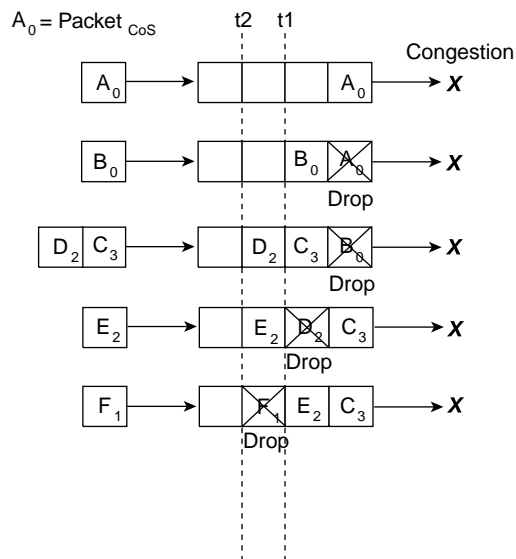 A0 = Packet CoS
t2 t1
Congestion
A0 A0 X
B0 B0 A0 X
Drop
D2 C3 D2 C3 B0 X
Drop
E2 E2 D2 C3 X
Drop
F1 F1 E2 C3 X
Drop